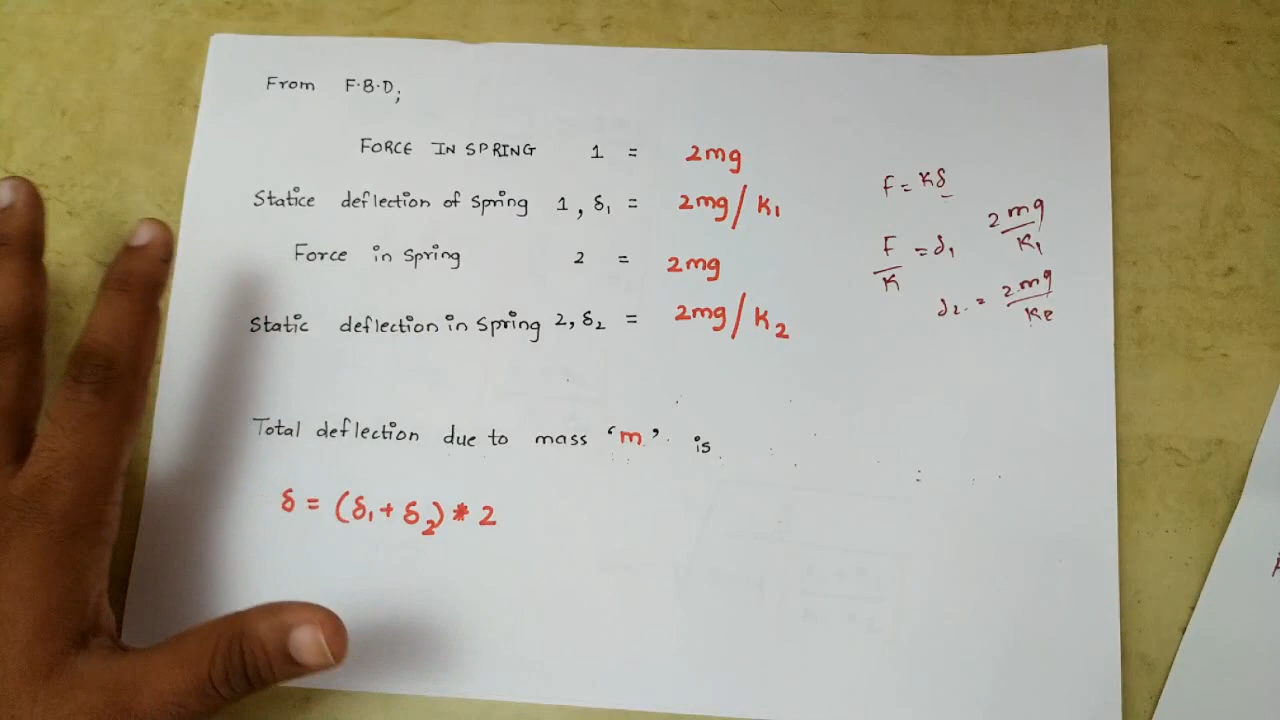 From F.B.D;
FORCE IN SPRING 1 = 2mg
Statice deflection of Spring 1, δ₁ = 2mg/K₁
Force in Spring 2 = 2mg
Static deflection in Spring 2, δ₂ = 2mg/K₂
F = Kδ
F/K = δ₁ 2mg/K₁
δ₂ = 2mg/K₂
Total deflection due to mass 'm' is
δ = (δ₁ + δ₂) * 2